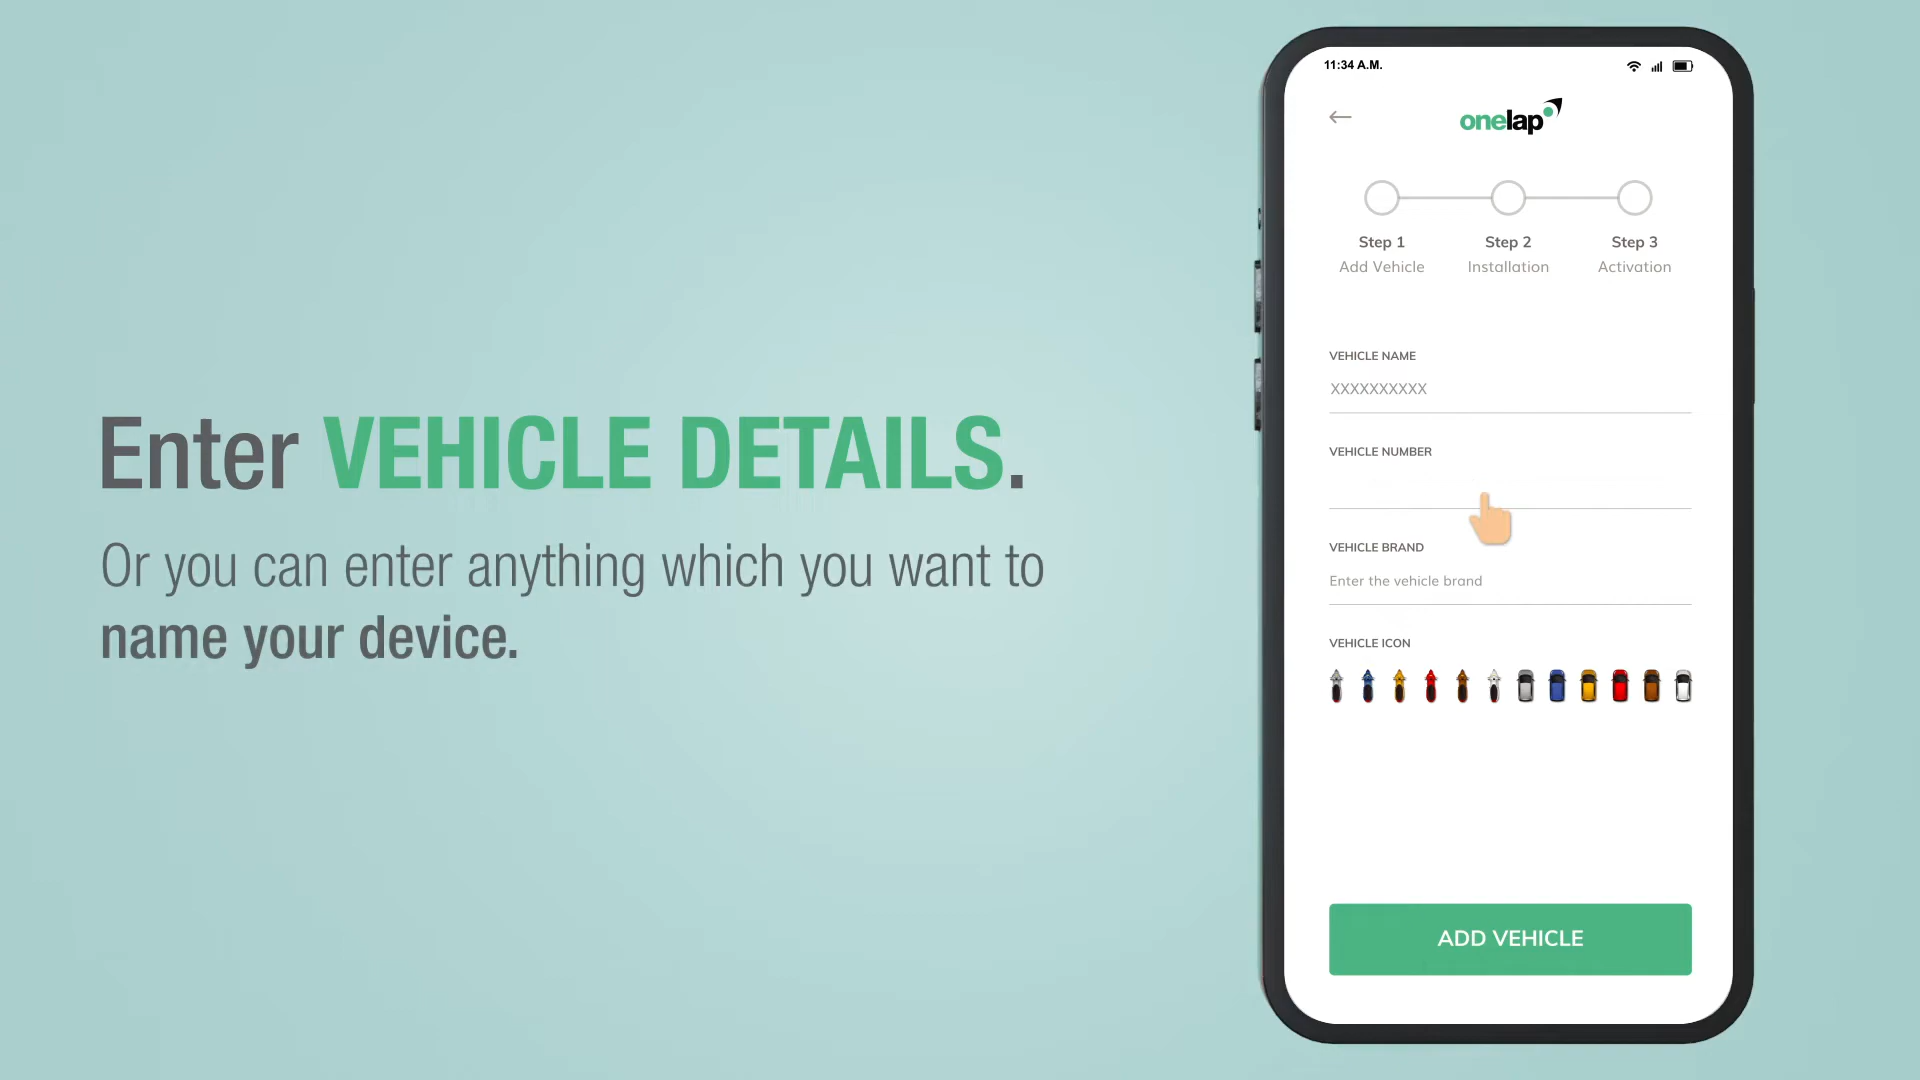 Enter VEHICLE DETAILS.
Or you can enter anything which you want to
name your device.
11:34 A.M.
onelap
Step 1
Add Vehicle
Step 2
Installation
Step 3
Activation
VEHICLE NAME
XXXXXXXXXX
VEHICLE NUMBER
VEHICLE BRAND
Enter the vehicle brand
VEHICLE ICON
ADD VEHICLE